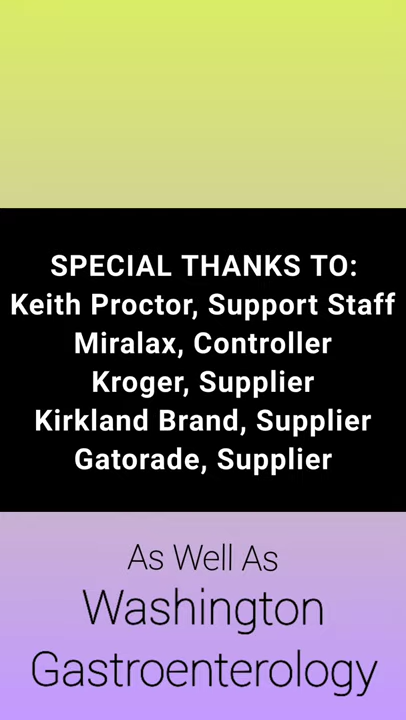 SPECIAL THANKS TO:
Keith Proctor, Support Staff
Miralax, Controller
Kroger, Supplier
Kirkland Brand, Supplier
Gatorade, Supplier
As Well As
Washington
Gastroenterology